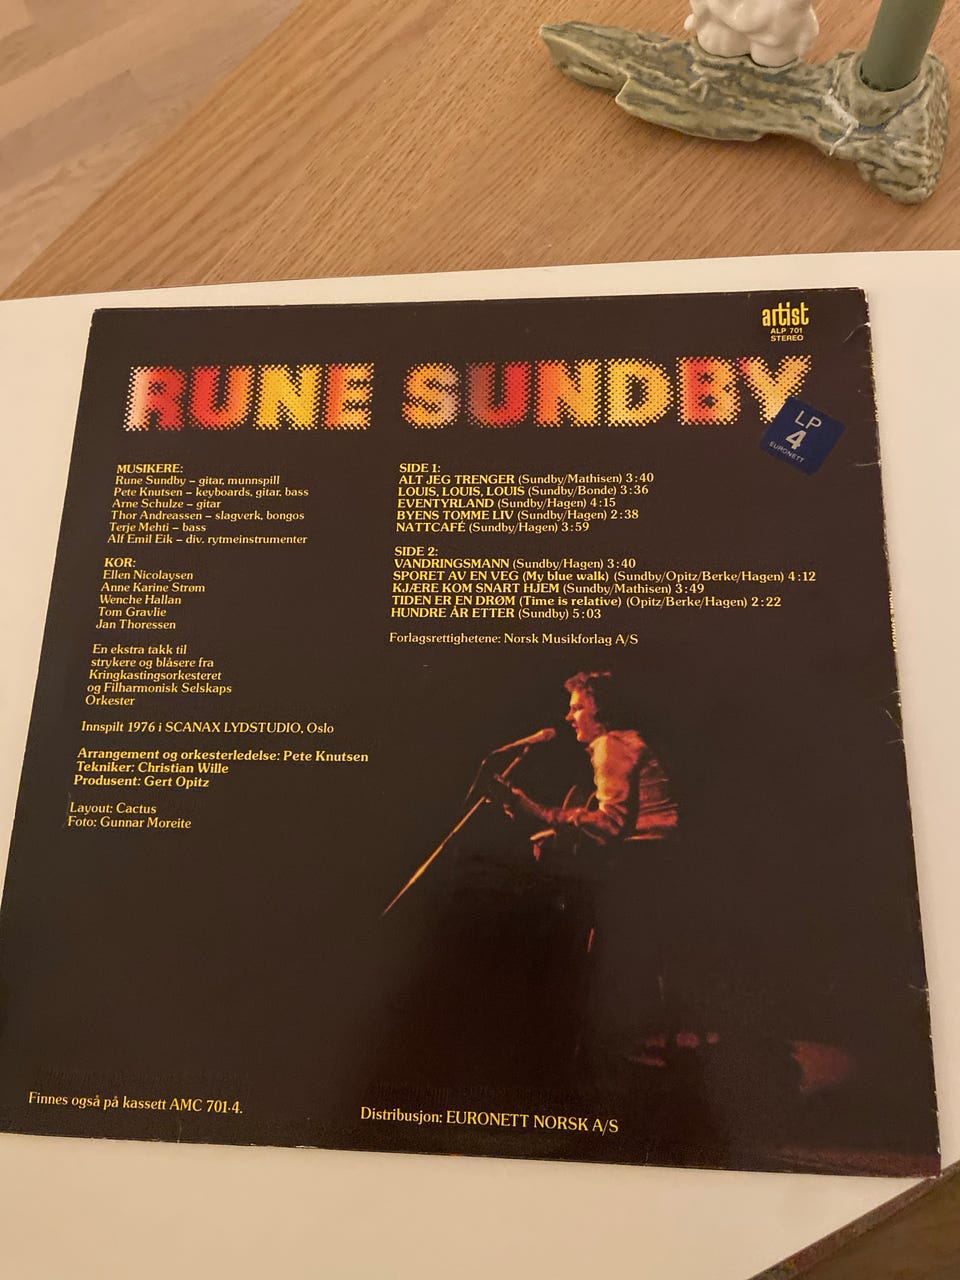 artist
ALP 701
STEREO
RUNE SUNDBY
LP
4
EURONETT
MUSIKERE:
Rune Sundby – gitar, munnspill
Pete Knutsen – keyboards, gitar, bass
Arne Schulze – gitar
Thor Andreassen – slagverk, bongos
Terje Mehti – bass
Alf Emil Eik – div. rytmeinstrumenter
KOR:
Ellen Nicolaysen
Anne Karine Strøm
Wenche Hallan
Tom Gravlie
Jan Thoressen
En ekstra takk til
strykere og blåsere fra
Kringkastingsorkesteret
og Filharmonisk Selskaps
Orkester
Innspilt 1976 i SCANAX LYDSTUDIO, Oslo
Arrangement og orkesterledelse: Pete Knutsen
Tekniker: Christian Wille
Produsent: Gert Opitz
Layout: Cactus
Foto: Gunnar Moreite
SIDE 1:
ALT JEG TRENGER (Sundby/Mathisen) 3:40
LOUIS, LOUIS, LOUIS (Sundby/Bonde) 3:36
EVENTYRLAND (Sundby/Hagen) 4:15
BYENS TOMME LIV (Sundby/Hagen) 2:38
NATTCAFÉ (Sundby/Hagen) 3:59
SIDE 2:
VANDRINGSMANN (Sundby/Hagen) 3:40
SPORET AV EN VEG (My blue walk) (Sundby/Opitz/Berke/Hagen) 4:12
KJÆRE KOM SNART HJEM (Sundby/Mathisen) 3:49
TIDEN ER EN DRØM (Time is relative) (Opitz/Berke/Hagen) 2:22
HUNDRE ÅR ETTER (Sundby) 5:03
Forlagsrettighetene: Norsk Musikforlag A/S
Finnes også på kassett AMC 701-4.
Distribusjon: EURONETT NORSK A/S